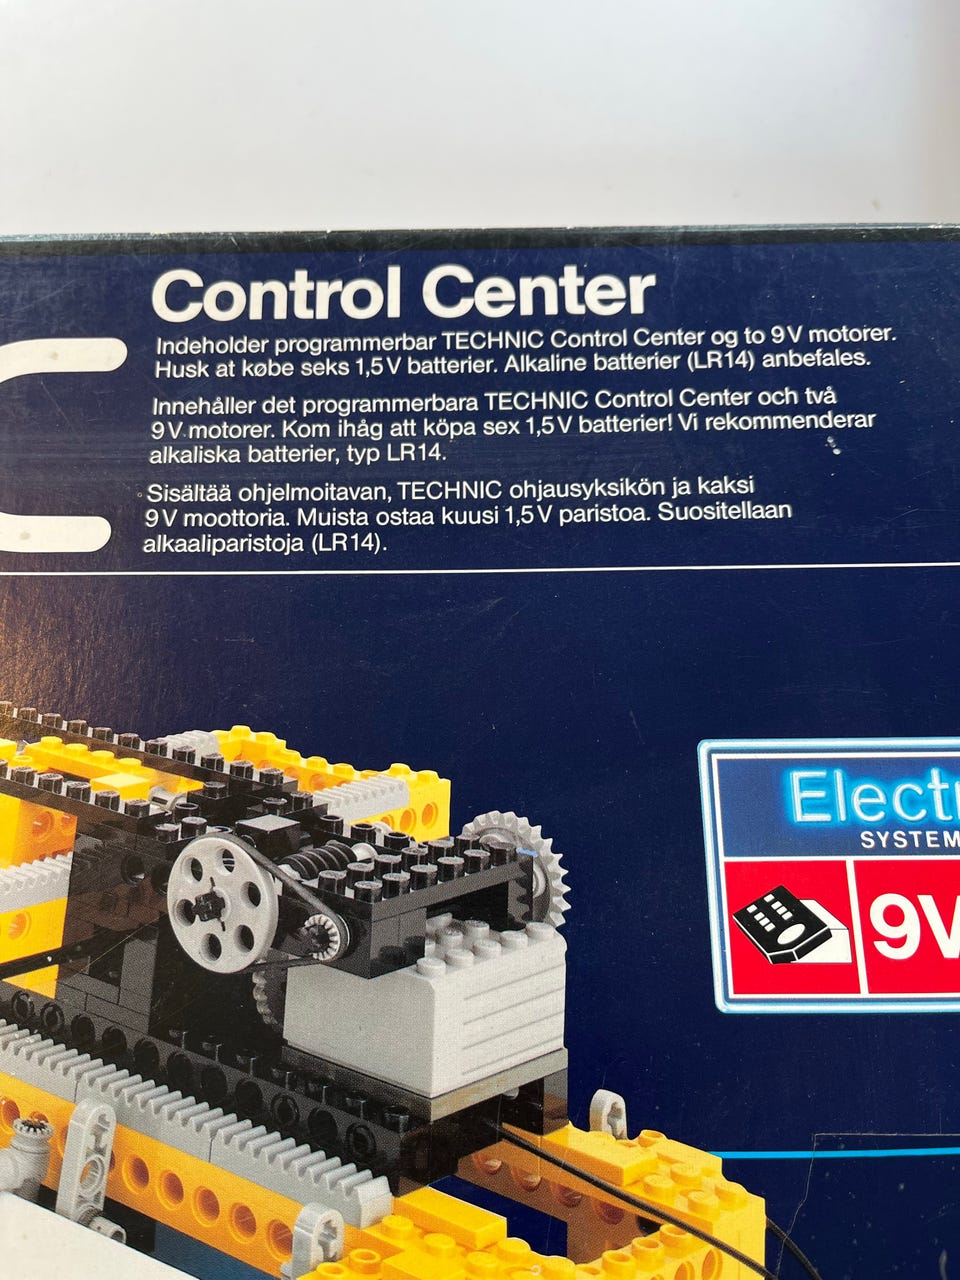 Control Center
Indeholder programmerbar TECHNIC Control Center og to 9V motorer.
Husk at købe seks 1,5V batterier. Alkaline batterier (LR14) anbefales.
Innehåller det programmerbara TECHNIC Control Center och två
9V motorer. Kom ihåg att köpa sex 1,5V batterier! Vi rekommenderar
alkaliska batterier, typ LR14.
Sisältää ohjelmoitavan, TECHNIC ohjausyksikön ja kaksi
9V moottoria. Muista ostaa kuusi 1,5V paristoa. Suositellaan
alkaaliparistoja (LR14).
Electr
SYSTEM
9V